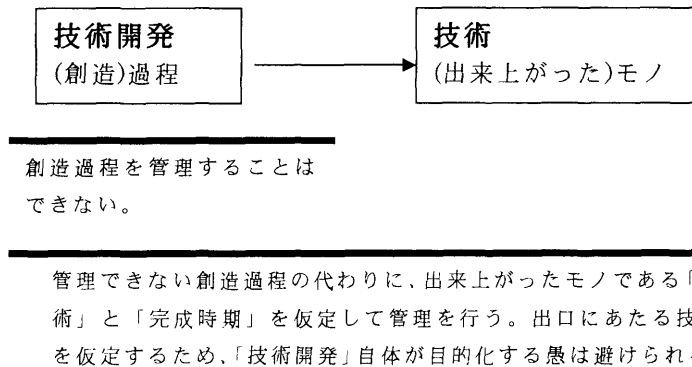 技術開発
(創造)過程
技術
(出来上がった)モノ
創造過程を管理することは
できない。
管理できない創造過程の代わりに、出来上がったモノである「
術」と「完成時期」を仮定して管理を行う。出口にあたる技
を仮定するため、「技術開発」自体が目的化する愚は避けられ